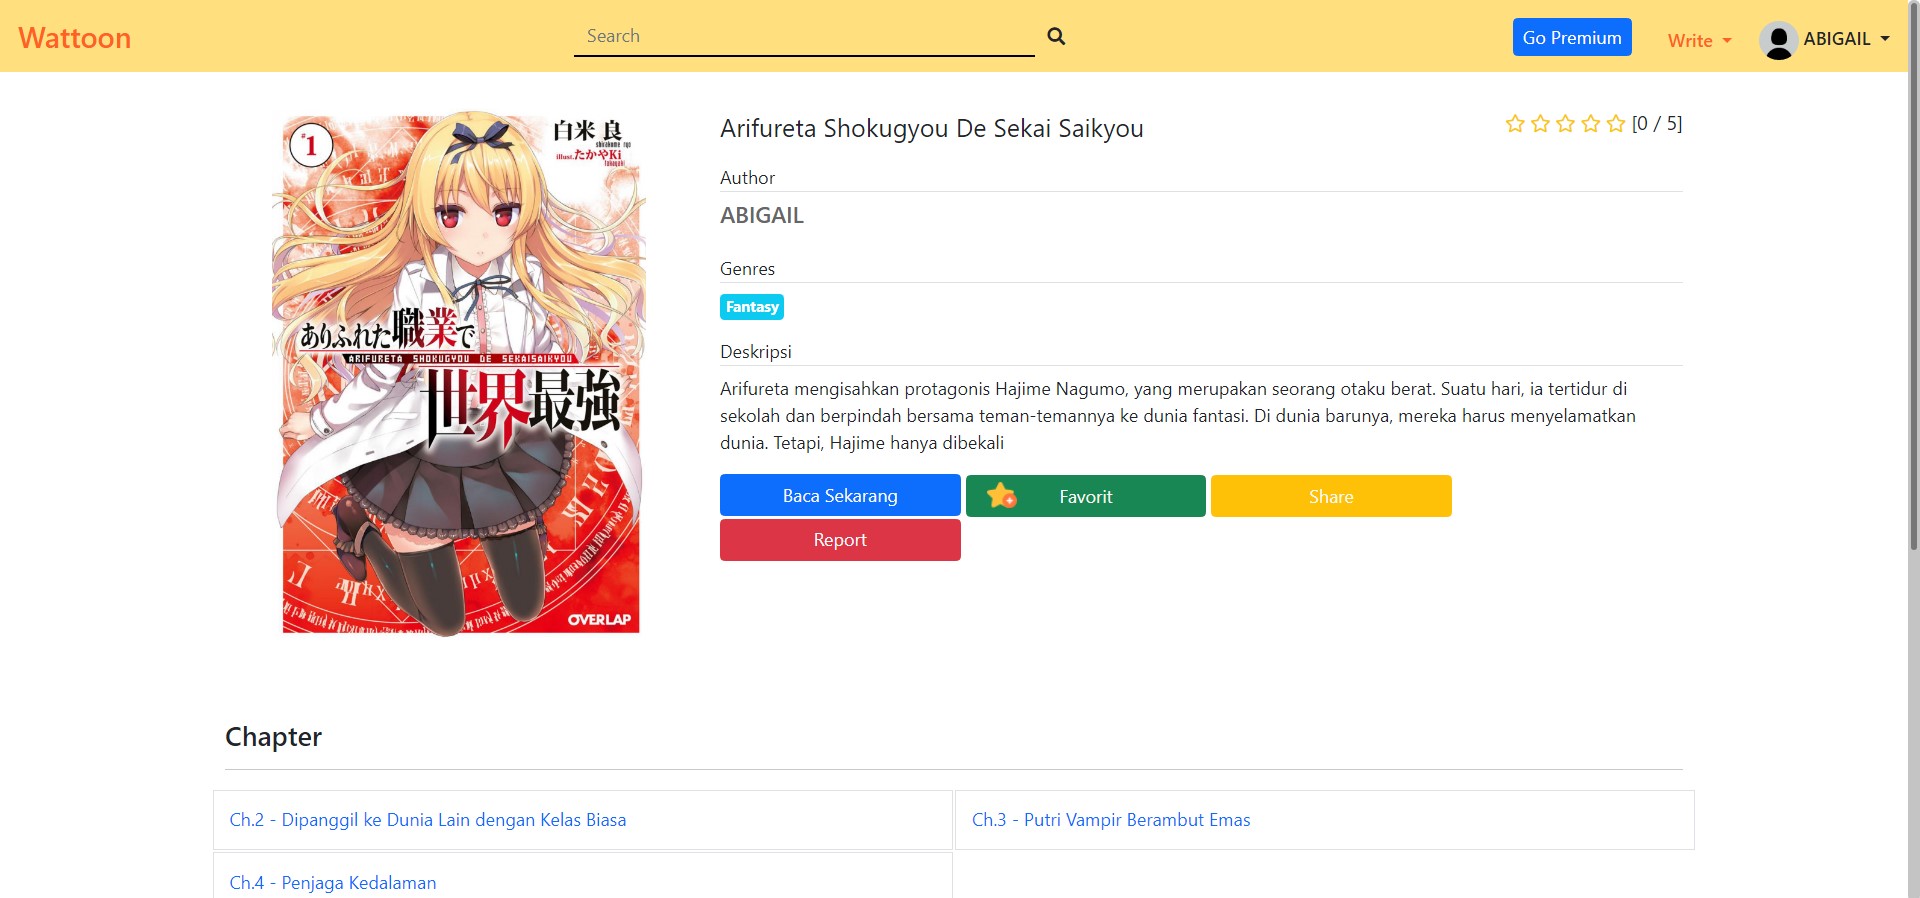 Wattoon
Search
Go Premium
Write
ABIGAIL
#1
白米 良
shirakome ryo
illust.たかやKi
takayaki
ありふれた職業で
ARIFURETA SHOKUGYOU DE SEKAISAIKYOU
世界最強
OVERLAP
Arifureta Shokugyou De Sekai Saikyou
[0 / 5]
Author
ABIGAIL
Genres
Fantasy
Deskripsi
Arifureta mengisahkan protagonis Hajime Nagumo, yang merupakan seorang otaku berat. Suatu hari, ia tertidur di
sekolah dan berpindah bersama teman-temannya ke dunia fantasi. Di dunia barunya, mereka harus menyelamatkan
dunia. Tetapi, Hajime hanya dibekali
Baca Sekarang
Favorit
Share
Report
Chapter
Ch.2 - Dipanggil ke Dunia Lain dengan Kelas Biasa
Ch.3 - Putri Vampir Berambut Emas
Ch.4 - Penjaga Kedalaman